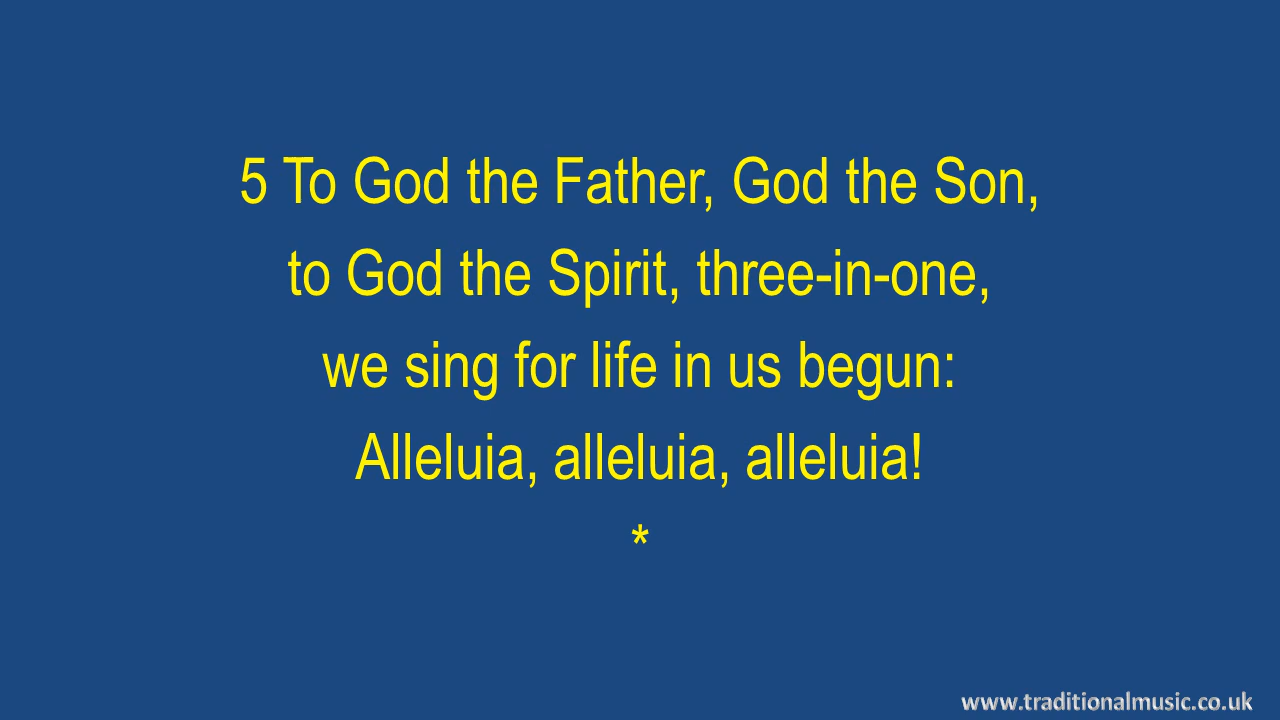 5 To God the Father, God the Son,
to God the Spirit, three-in-one,
we sing for life in us begun:
Alleluia, alleluia, alleluia!
*
www.traditionalmusic.co.uk